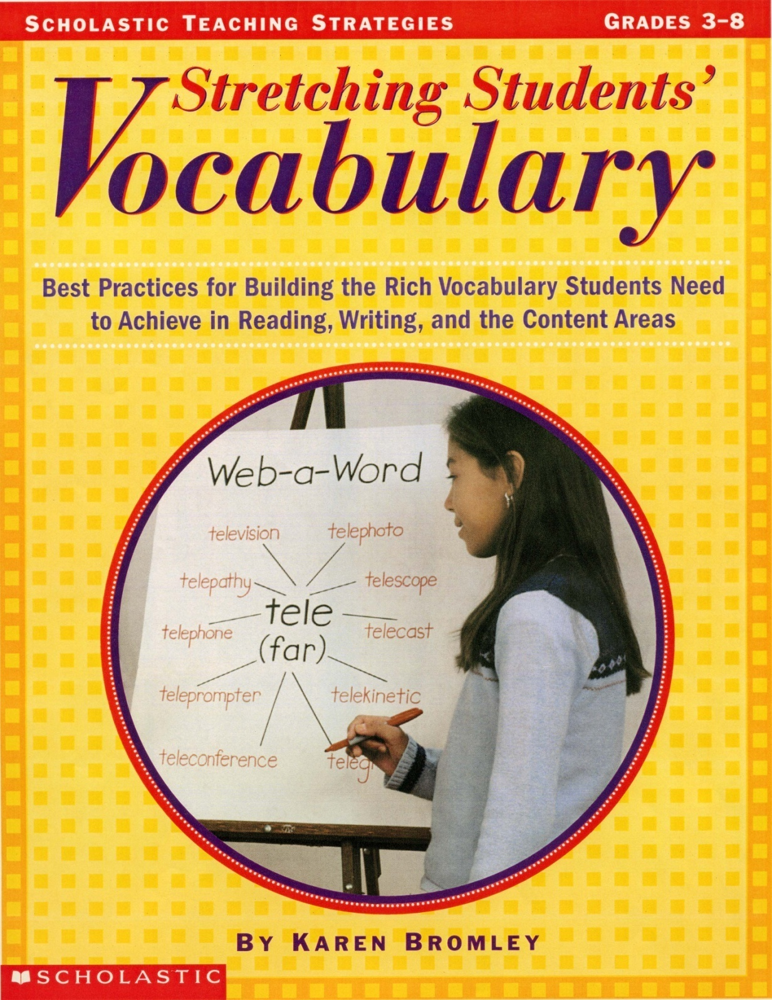 SCHOLASTIC TEACHING STRATEGIES GRADES 3–8
Stretching Students’
Vocabulary
Best Practices for Building the Rich Vocabulary Students Need
to Achieve in Reading, Writing, and the Content Areas
Web-a-Word
television telephoto
telepathy telescope
tele
telephone telecast
(far)
teleprompter telekinetic
teleconference telegr
BY KAREN BROMLEY
SCHOLASTIC